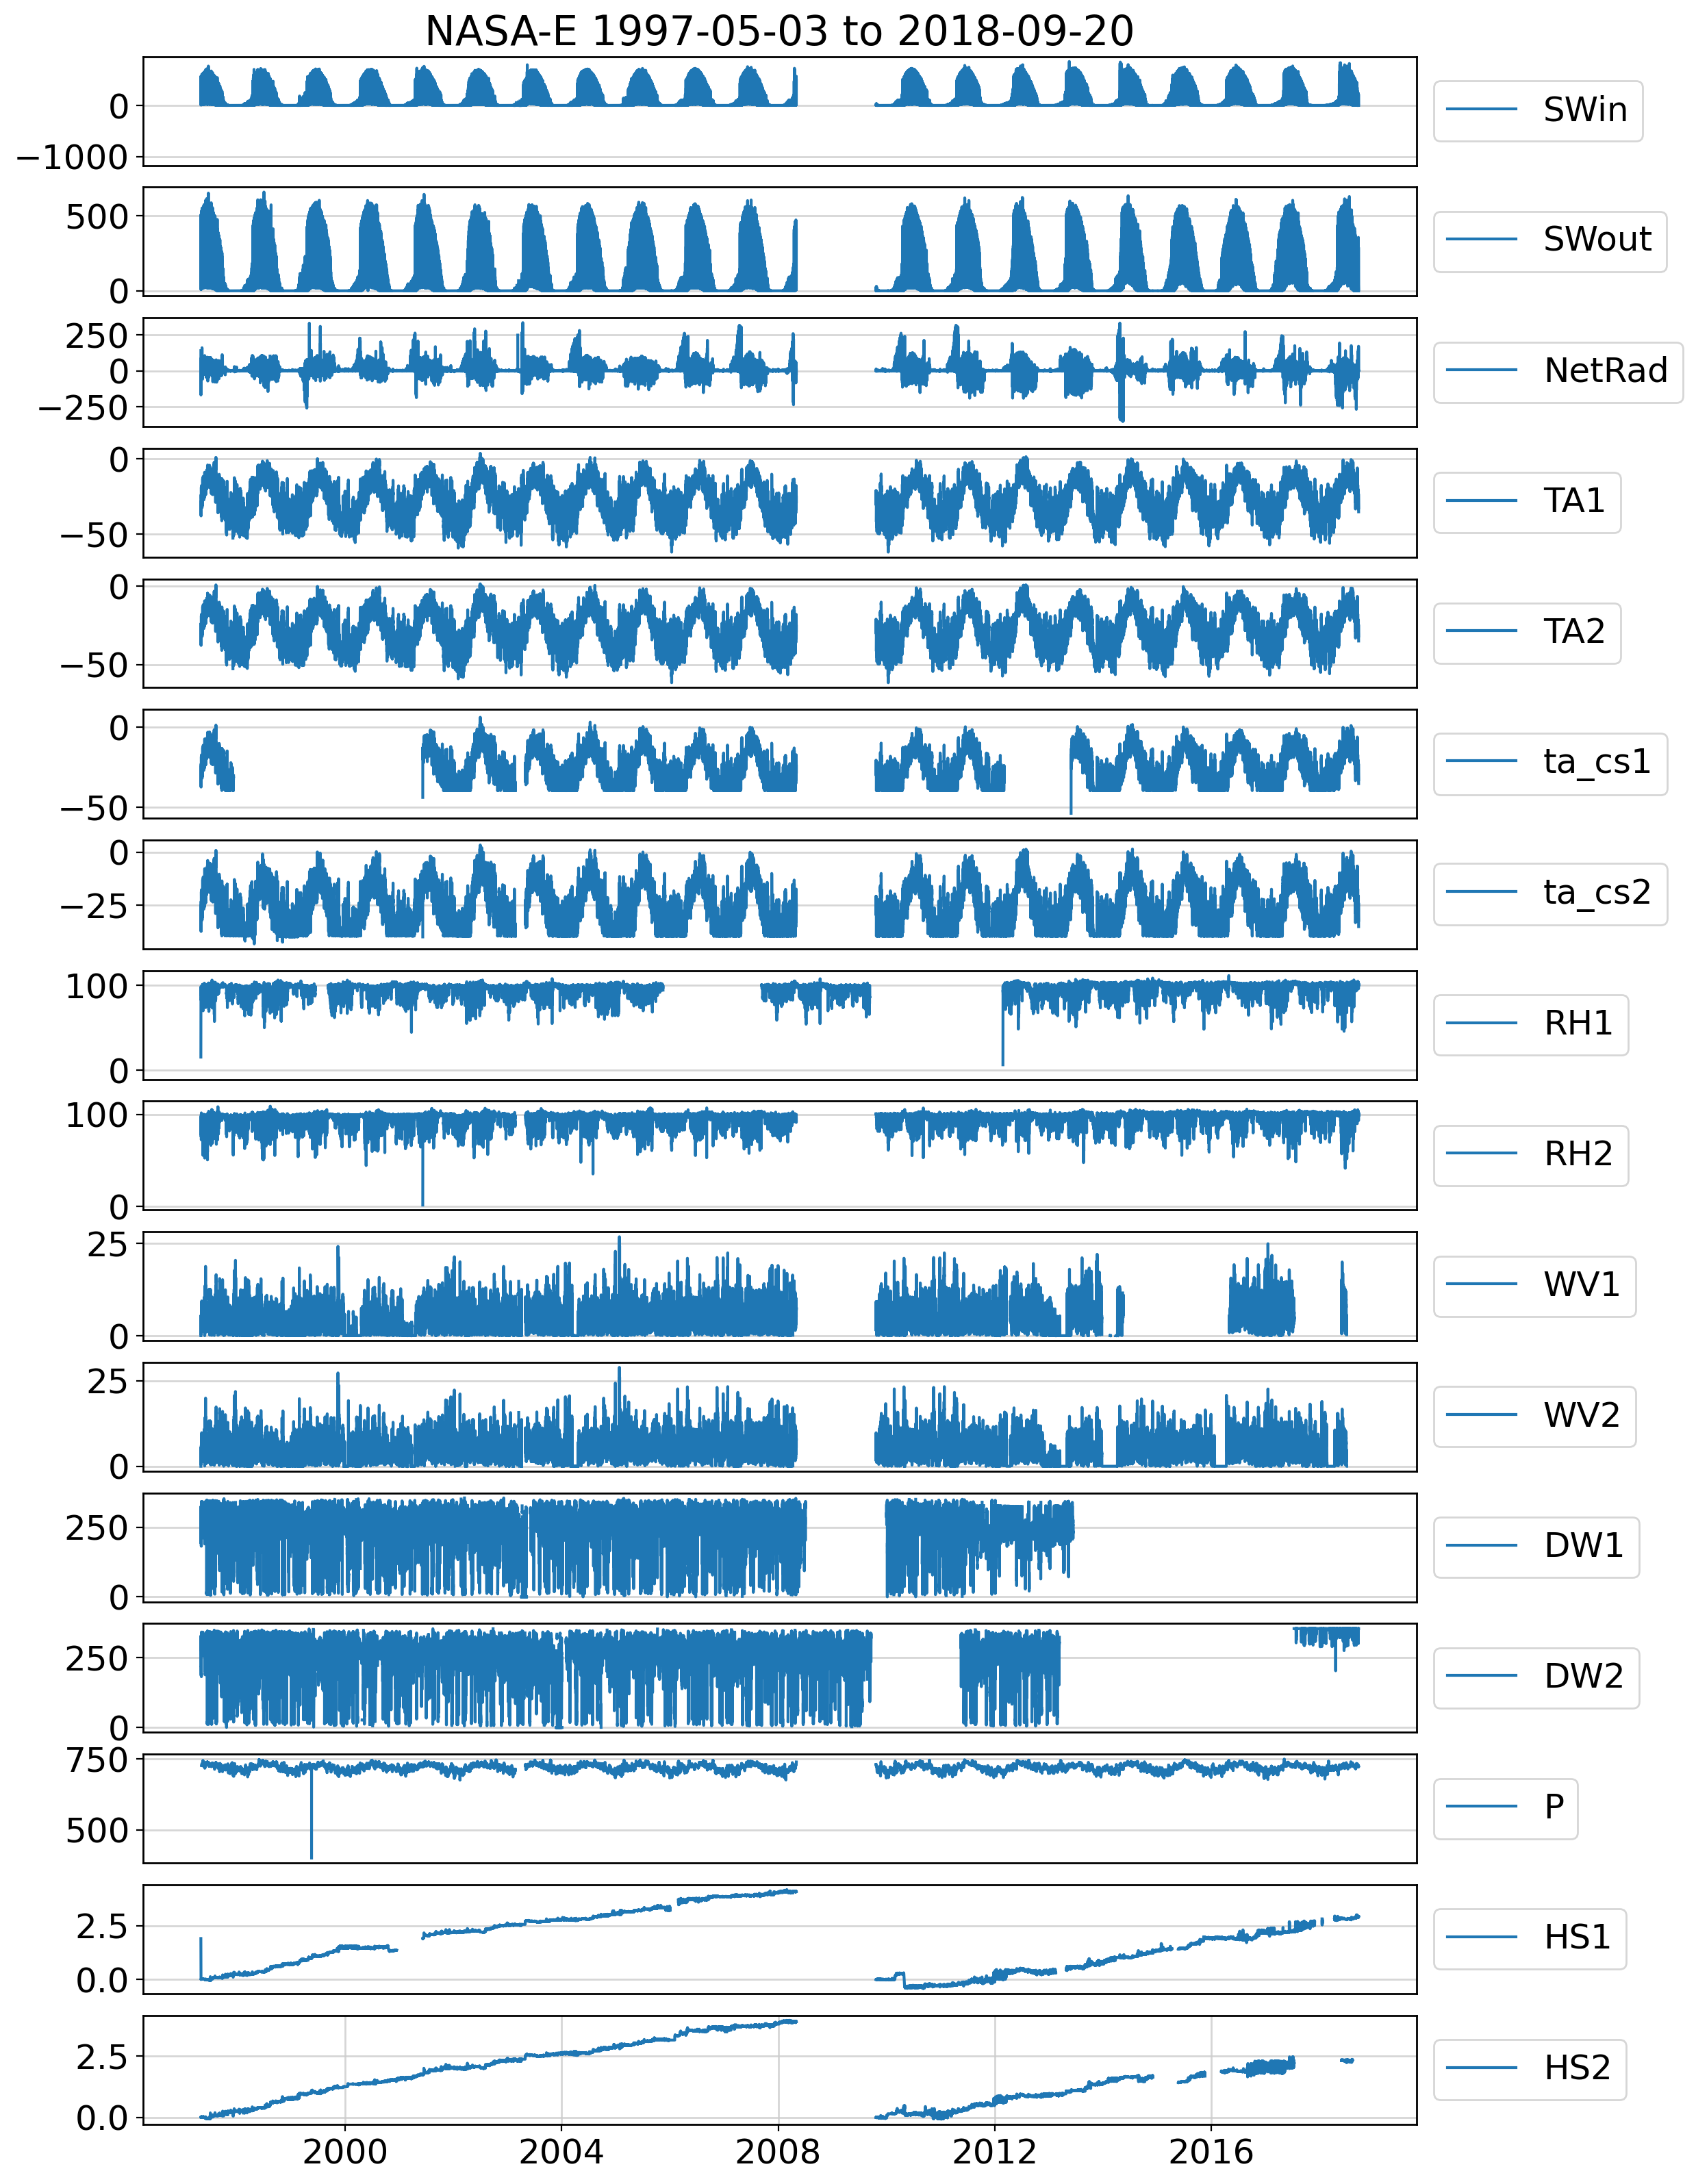 NASA-E 1997-05-03 to 2018-09-20
0
−1000
SWin
500
0
SWout
250
0
−250
NetRad
0
−50
TA1
0
−50
TA2
0
−50
ta_cs1
0
−25
ta_cs2
100
0
RH1
100
0
RH2
25
0
WV1
25
0
WV2
250
0
DW1
250
0
DW2
750
500
P
2.5
0.0
HS1
2.5
0.0
HS2
2000 2004 2008 2012 2016